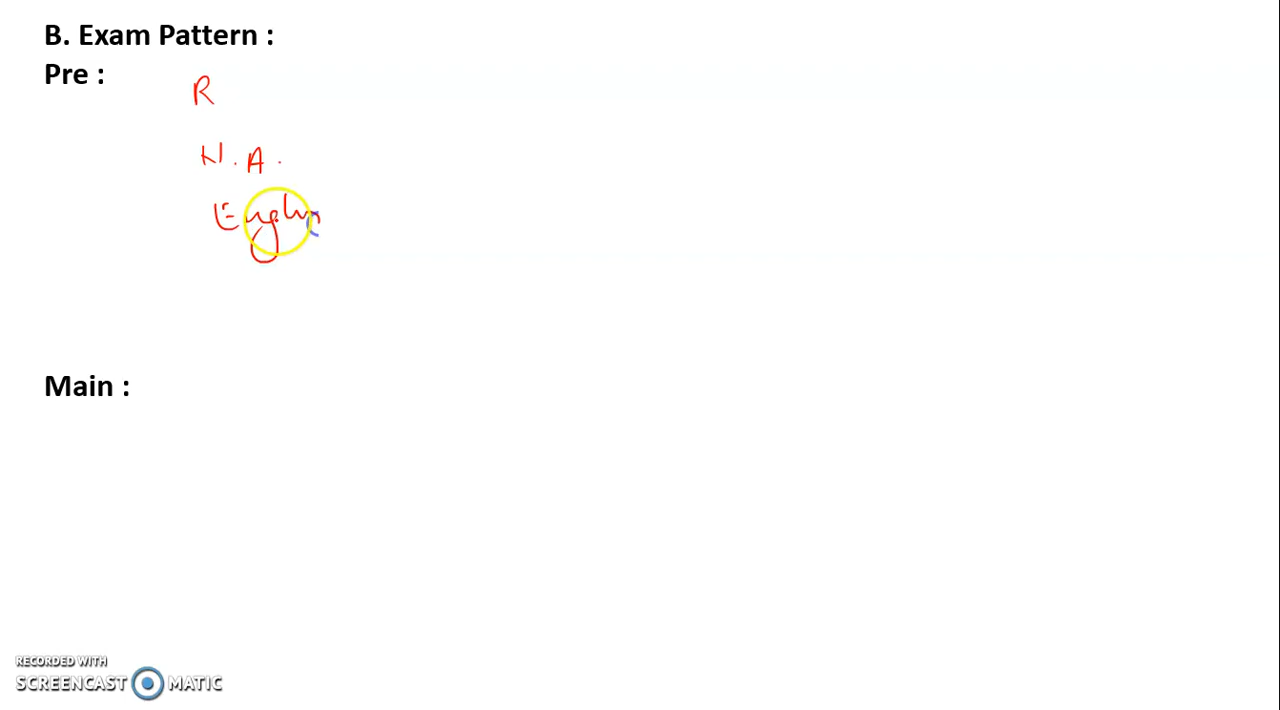 B. Exam Pattern :
Pre :
R
N.A.
English
Main :
RECORDED WITH
SCREENCAST MATIC